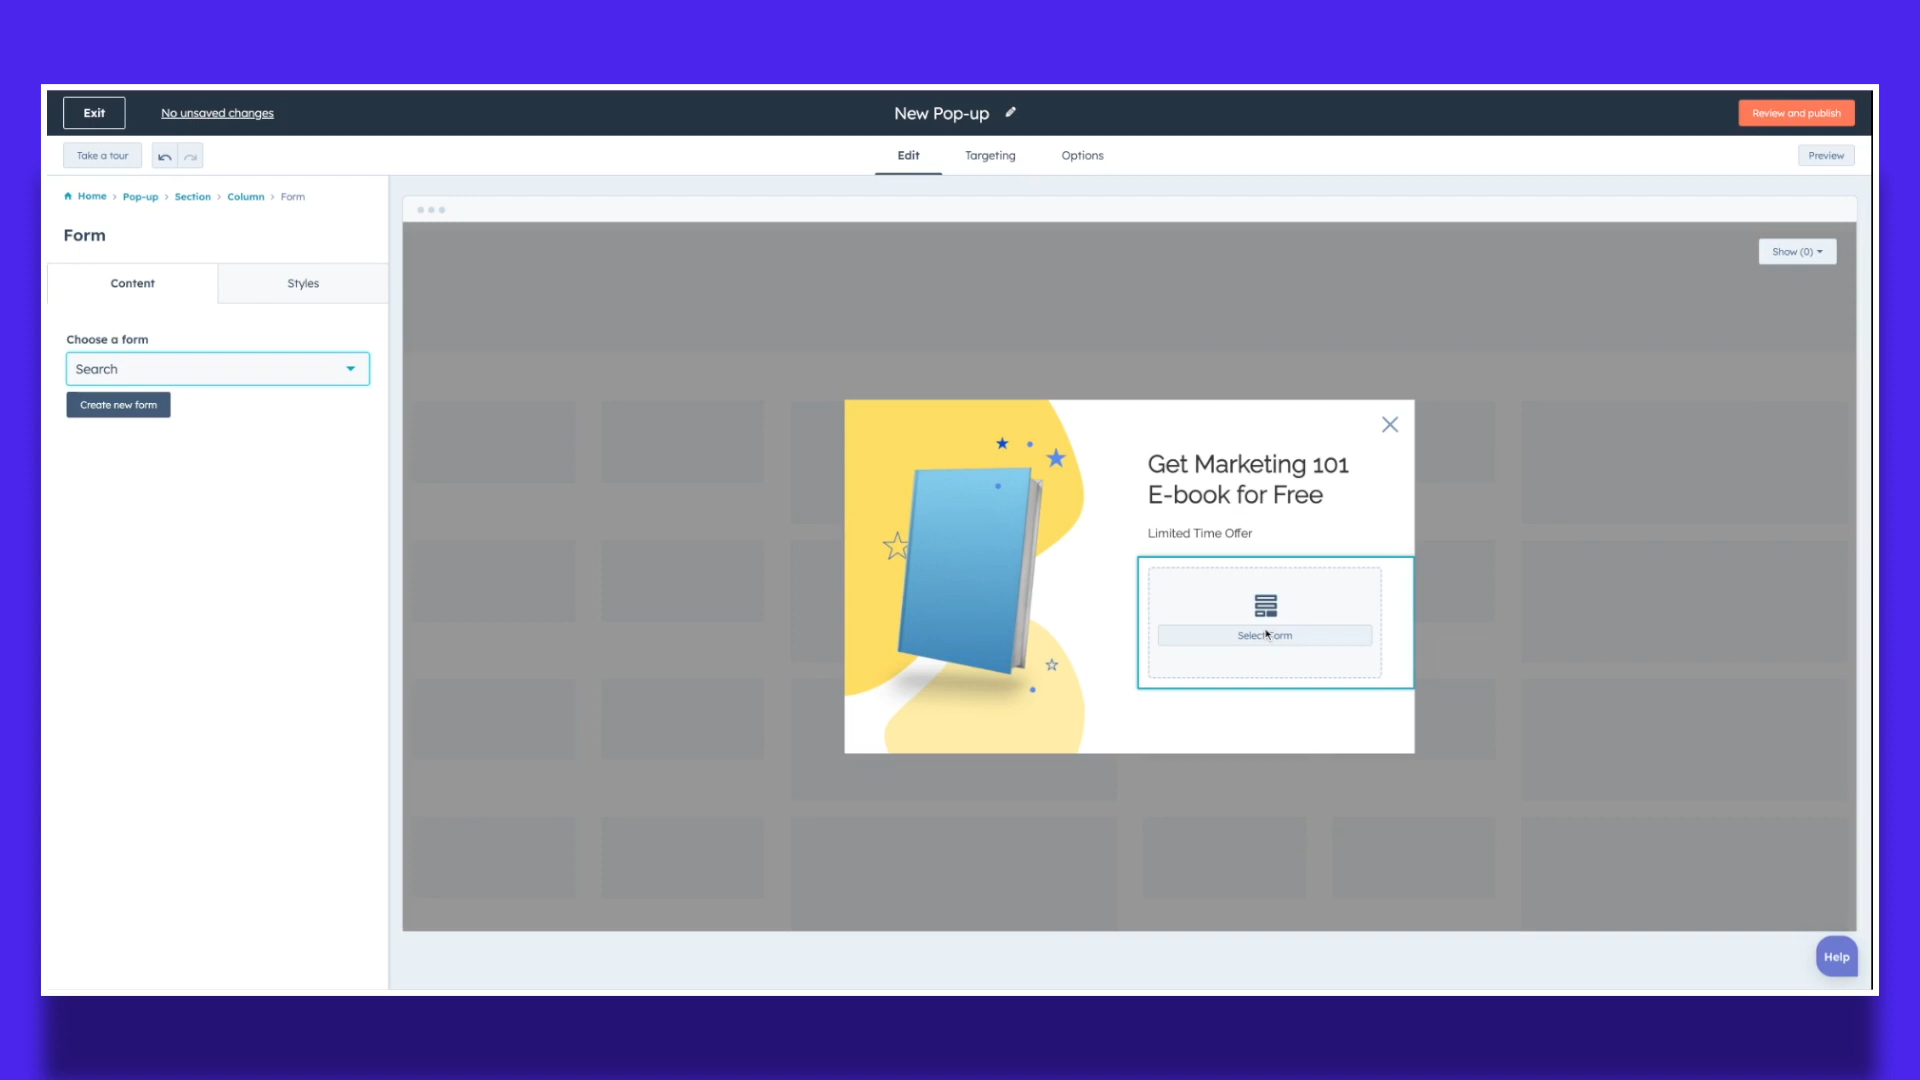 Exit
No unsaved changes
New Pop-up
Review and publish
Take a tour
Edit
Targeting
Options
Preview
Home > Pop-up > Section > Column > Form
Form
Content
Styles
Choose a form
Search
Create new form
Show (0)
Get Marketing 101
E-book for Free
Limited Time Offer
Select Form
Help